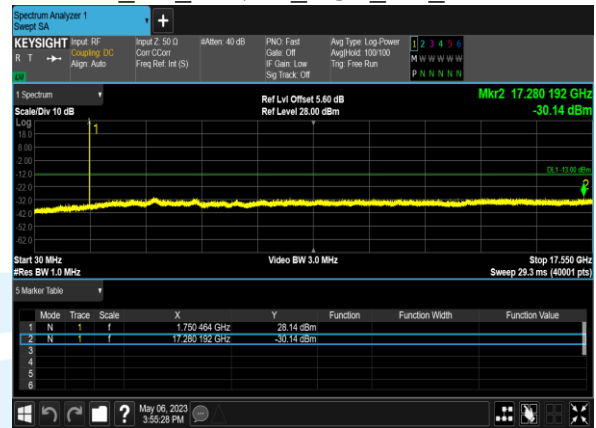 Spectrum Analyzer 1
Swept SA
KEYSIGHT Input: RF Input Z: 50 Ω #Atten: 40 dB PNO: Fast Avg Type: Log-Power 1 2 3 4 5 6
R T Coupling: DC Corr CCorr Gate: Off Avg|Hold: 100/100 M W W W W W
Align: Auto Freq Ref: Int (S) IF Gain: Low Trig: Free Run
Sig Track: Off P N N N N N
1 Spectrum Ref Lvl Offset 5.60 dB Mkr2 17.280 192 GHz
Scale/Div 10 dB Ref Level 28.00 dBm -30.14 dBm
Log
1
18.0
8.00
-2.00
-12.0 DL1 -13.00 dBm
-22.0 2
-32.0
-42.0
-52.0
-62.0
Start 30 MHz Video BW 3.0 MHz Stop 17.550 GHz
#Res BW 1.0 MHz Sweep 29.3 ms (40001 pts)
5 Marker Table
Mode Trace Scale X Y Function Function Width Function Value
1 N 1 f 1.750 464 GHz 28.14 dBm
2 N 1 f 17.280 192 GHz -30.14 dBm
3
4
5
6
? May 06, 2023
3:55:28 PM